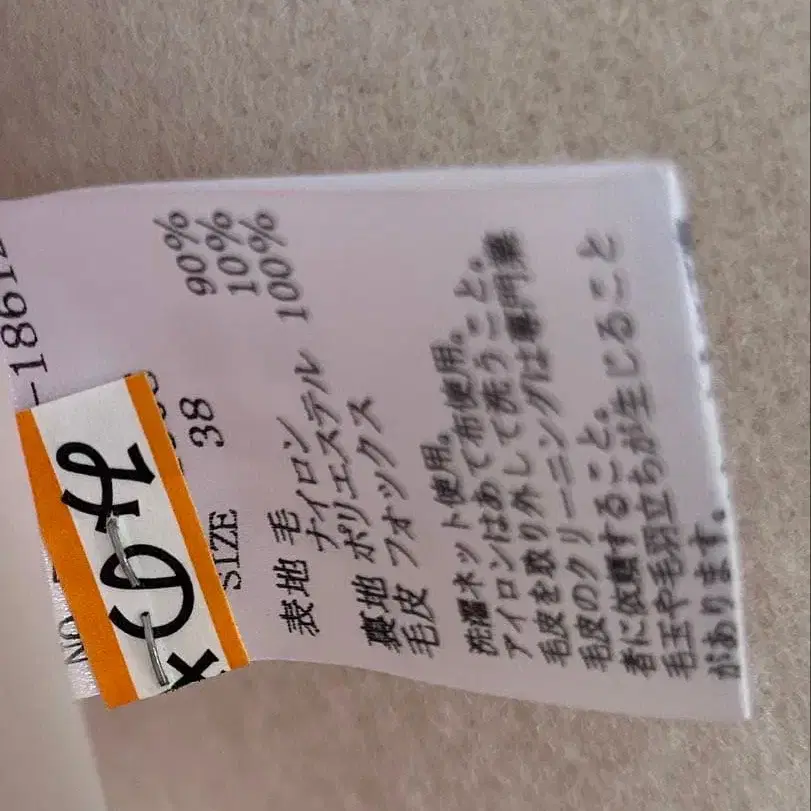 NO
-1861
SIZE 38
表地 毛 90%
ナイロン 10%
裏地 ポリエステル 100%
毛皮 フォックス
洗濯ネット使用。
アイロンはあて布使用。
毛皮を取り外して洗うこと。
毛皮のクリーニングは専門業
者に依頼すること。
毛玉や毛羽立ちが生じること
があります。